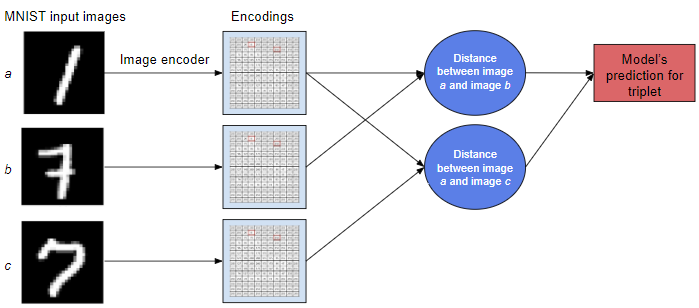 MNIST input images
Encodings
a
Image encoder
Distance
between image
a and image b
Model's
prediction for
triplet
b
Distance
between image
a and image c
c